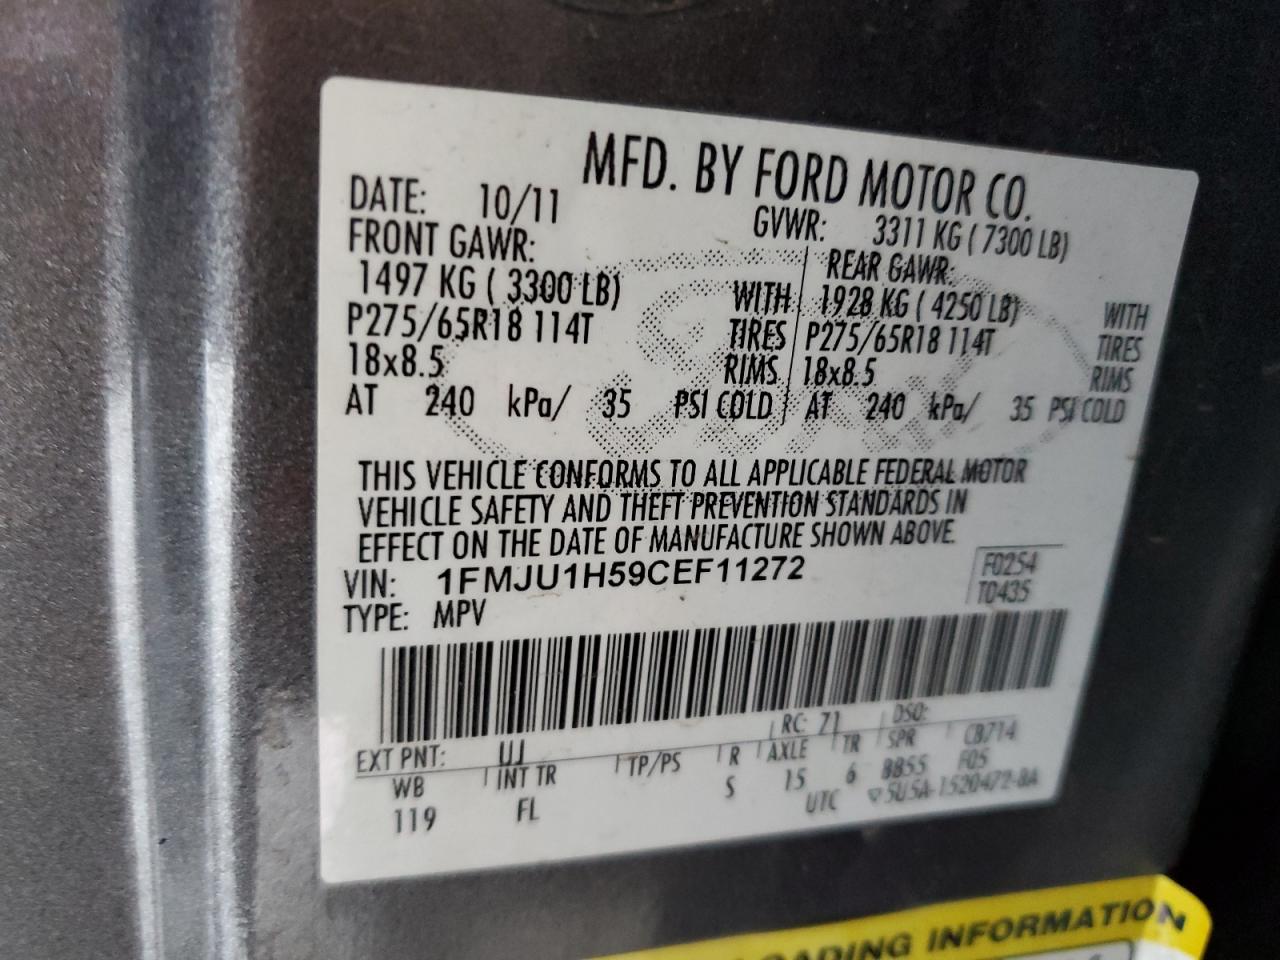 MFD. BY FORD MOTOR CO.
DATE: 10/11 GVWR: 3311 KG ( 7300 LB)
FRONT GAWR: REAR GAWR:
1497 KG ( 3300 LB) WITH 1928 KG ( 4250 LB) WITH
P275/65R18 114T TIRES P275/65R18 114T TIRES
18x8.5 RIMS 18x8.5 RIMS
AT 240 kPa/ 35 PSI COLD AT 240 kPa/ 35 PSI COLD
THIS VEHICLE CONFORMS TO ALL APPLICABLE FEDERAL MOTOR
VEHICLE SAFETY AND THEFT PREVENTION STANDARDS IN
EFFECT ON THE DATE OF MANUFACTURE SHOWN ABOVE.
VIN: 1FMJU1H59CEF11272 F0254
TYPE: MPV T0435
EXT PNT: UJ RC: 71 DSO:
WB INT TR TP/PS R AXLE TR SPR CB714
119 FL S 15 6 8855 F05
UTC ▽5U5A-1520472-BA
LOADING INFORMATION